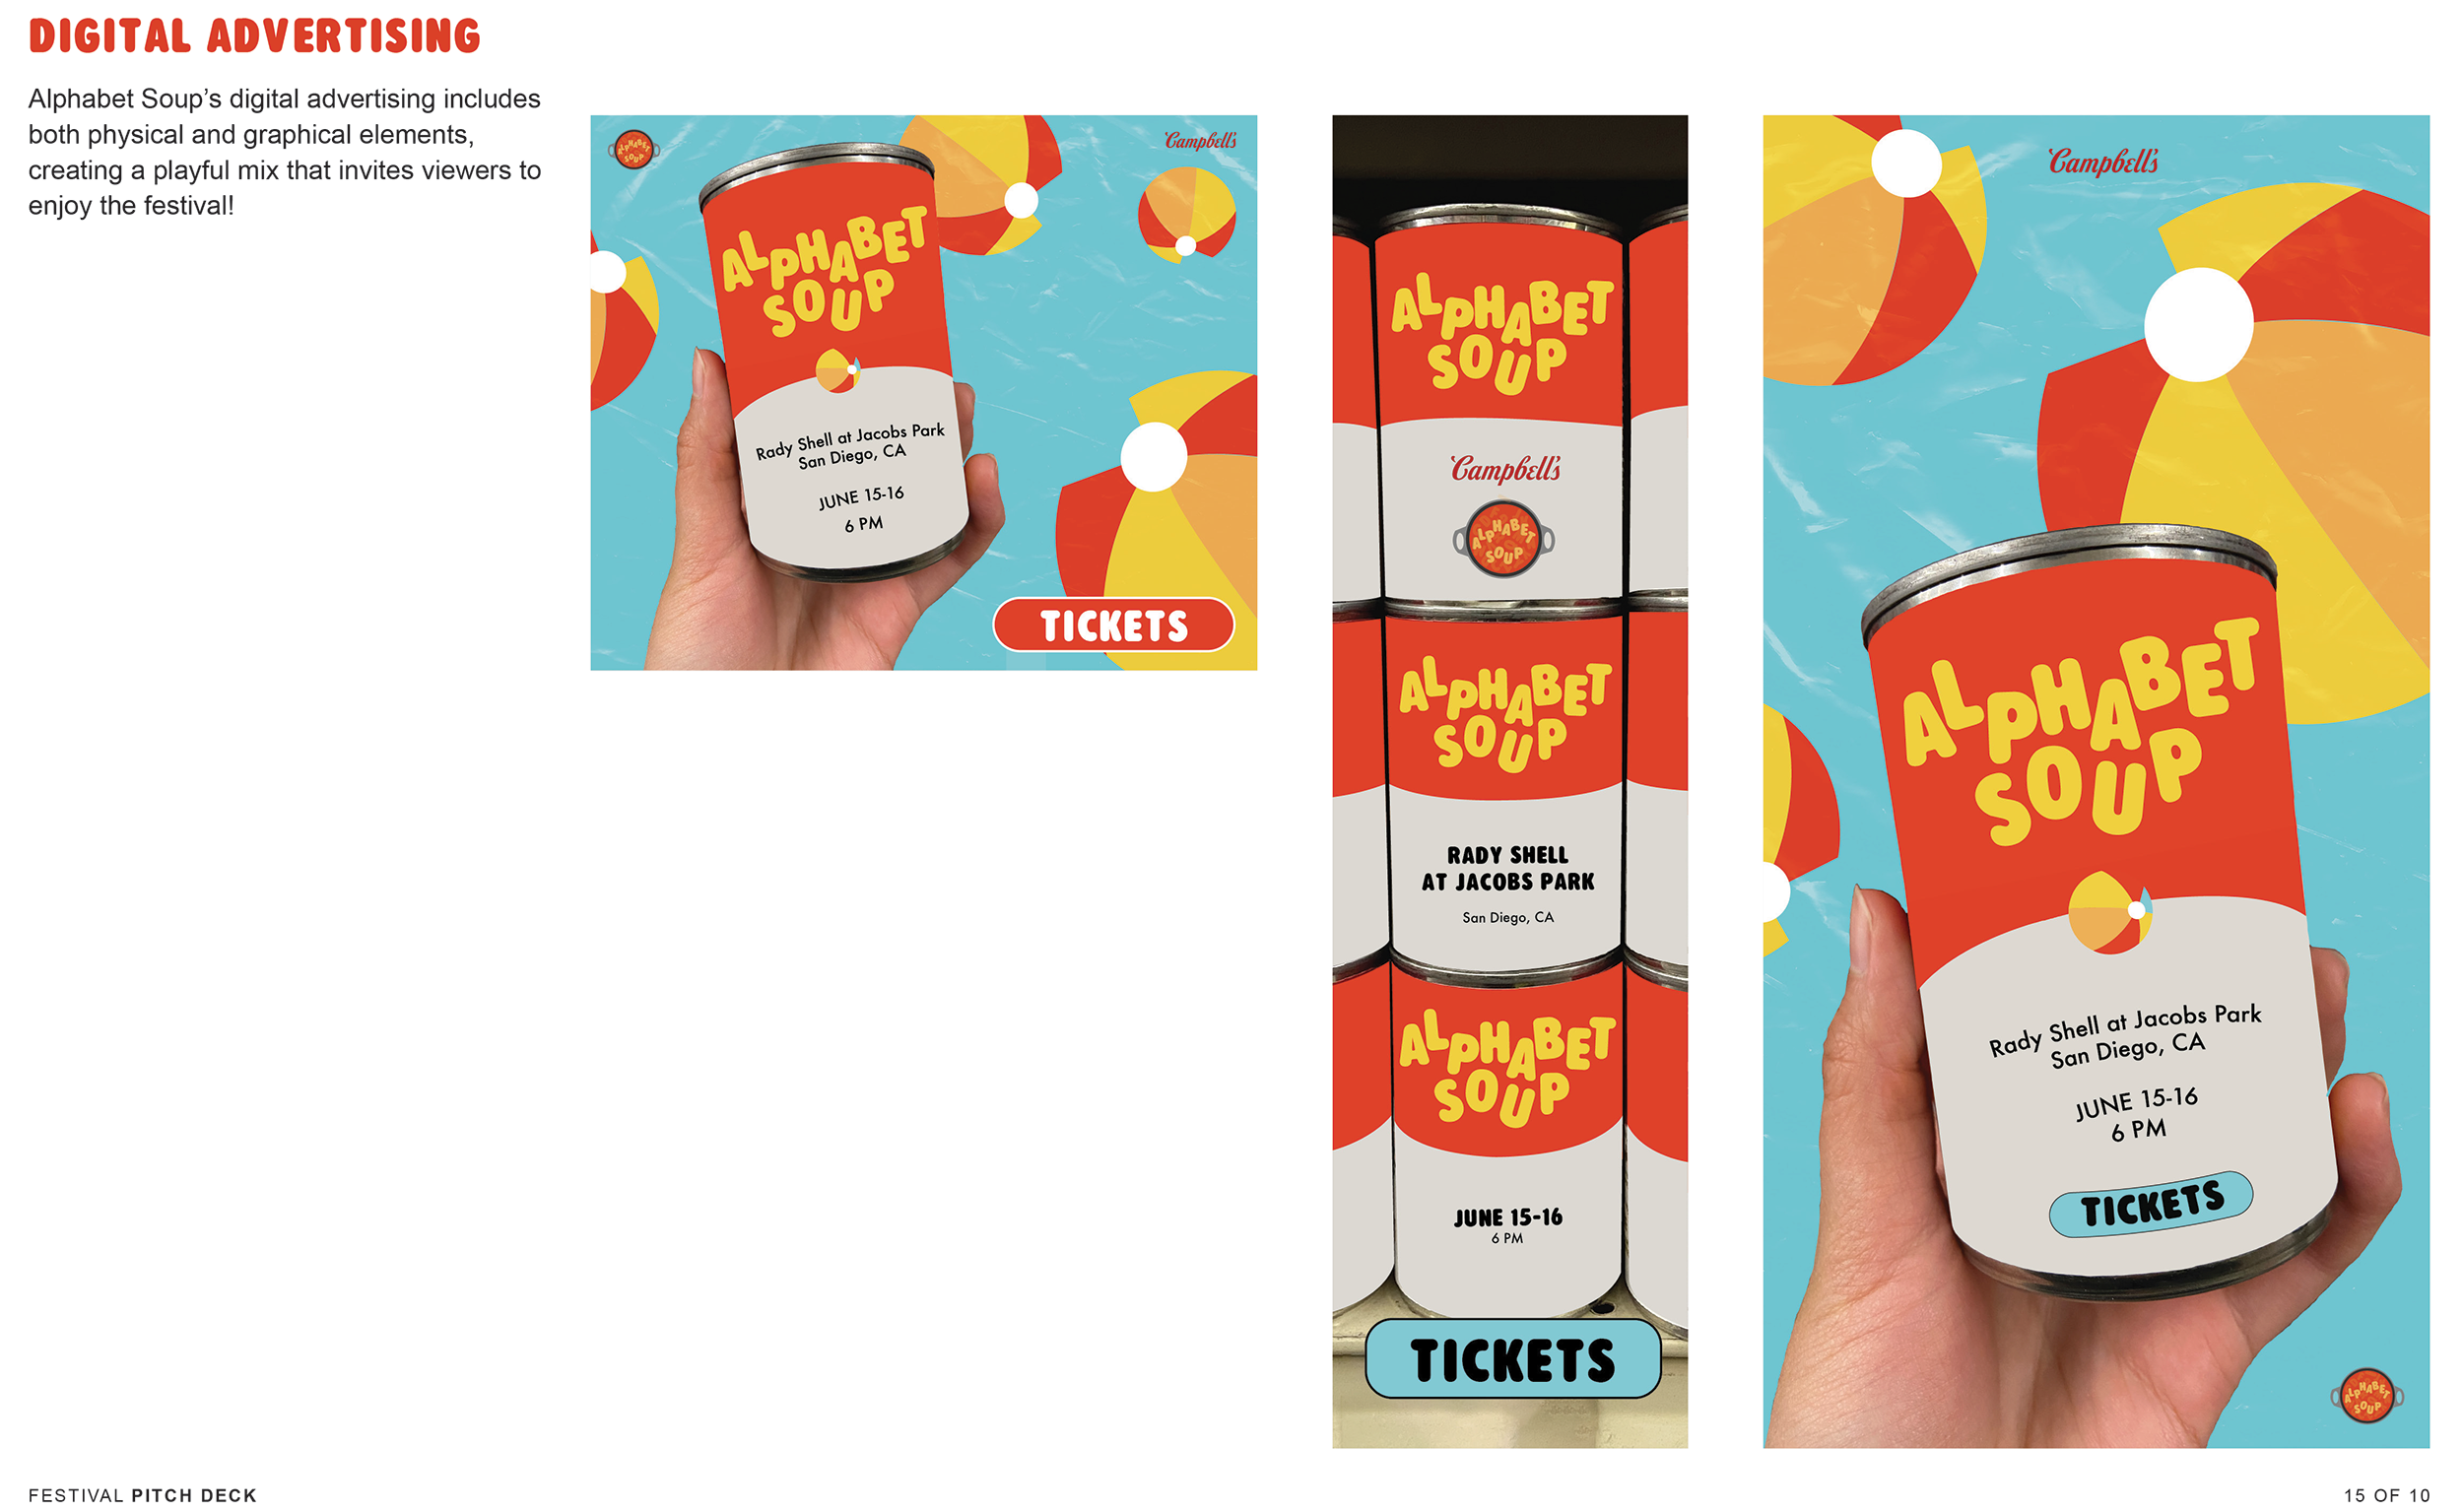 DIGITAL ADVERTISING
Alphabet Soup’s digital advertising includes
both physical and graphical elements,
creating a playful mix that invites viewers to
enjoy the festival!
ALPHABET
SOUP
Campbell's
ALPHABET
SOUP
Rady Shell at Jacobs Park
San Diego, CA
JUNE 15-16
6 PM
TICKETS
ALPHABET
SOUP
Campbell's
ALPHABET
SOUP
ALPHABET
SOUP
RADY SHELL
AT JACOBS PARK
San Diego, CA
ALPHABET
SOUP
JUNE 15-16
6 PM
TICKETS
Campbell's
ALPHABET
SOUP
Rady Shell at Jacobs Park
San Diego, CA
JUNE 15-16
6 PM
TICKETS
ALPHABET
SOUP
FESTIVAL PITCH DECK
15 OF 10